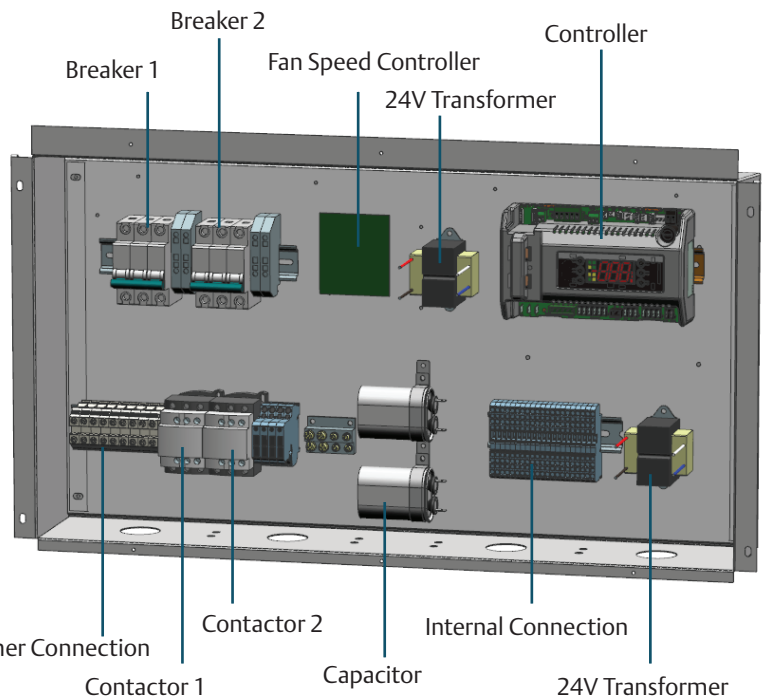 Breaker 2
Breaker 1
Fan Speed Controller
Controller
24V Transformer
Contactor 2
Internal Connection
Connection
Contactor 1
Capacitor
24V Transformer